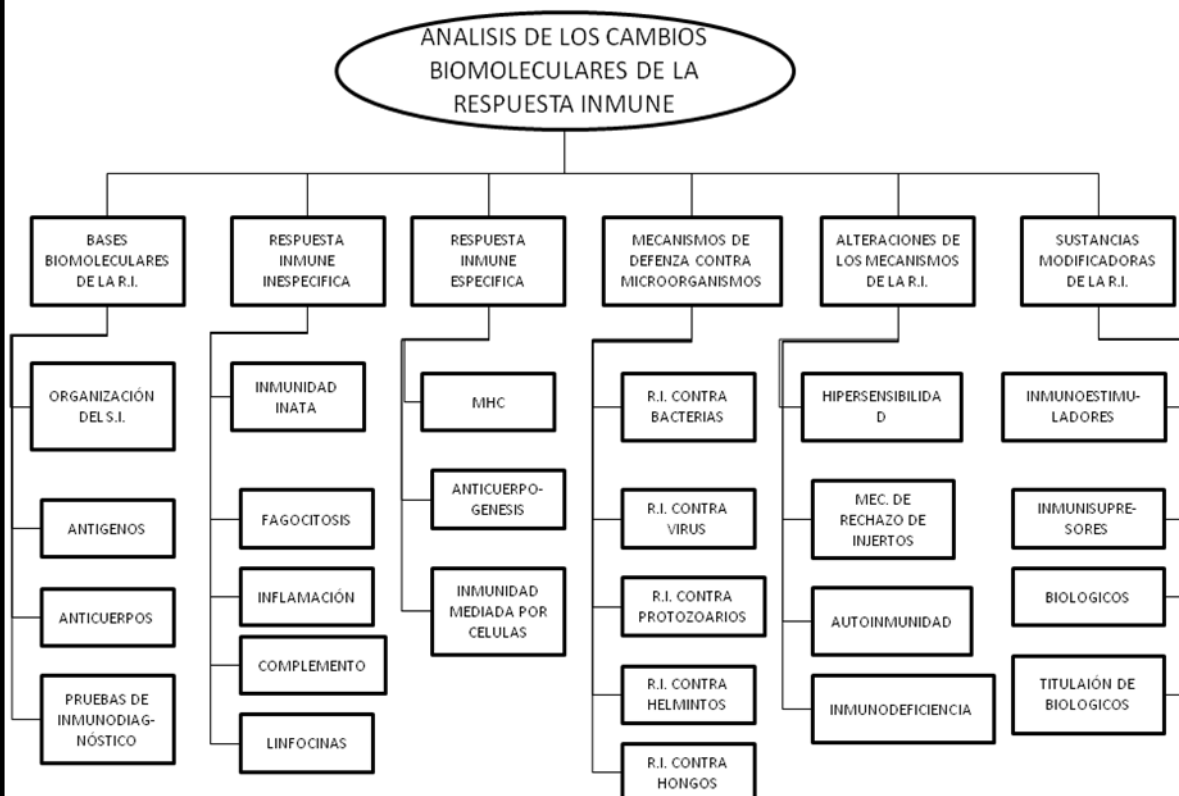 ANALISIS DE LOS CAMBIOS
BIOMOLECULARES DE LA
RESPUESTA INMUNE
BASES
BIOMOLECULARES
DE LA R.I.
ORGANIZACIÓN
DEL S.I.
ANTIGENOS
ANTICUERPOS
PRUEBAS DE
INMUNODIAG-
NÓSTICO
RESPUESTA
INMUNE
INESPECIFICA
INMUNIDAD
INATA
FAGOCITOSIS
INFLAMACIÓN
COMPLEMENTO
LINFOCINAS
RESPUESTA
INMUNE
ESPECIFICA
MHC
ANTICUERPO-
GENESIS
INMUNIDAD
MEDIADA POR
CELULAS
MECANISMOS DE
DEFENZA CONTRA
MICROORGANISMOS
R.I. CONTRA
BACTERIAS
R.I. CONTRA
VIRUS
R.I. CONTRA
PROTOZOARIOS
R.I. CONTRA
HELMINTOS
R.I. CONTRA
HONGOS
ALTERACIONES DE
LOS MECANISMOS
DE LA R.I.
HIPERSENSIBILIDA
D
MEC. DE
RECHAZO DE
INJERTOS
AUTOINMUNIDAD
INMUNODEFICIENCIA
SUSTANCIAS
MODIFICADORAS
DE LA R.I.
INMUNOESTIMU-
LADORES
INMUNISUPRE-
SORES
BIOLOGICOS
TITULAIÓN DE
BIOLOGICOS